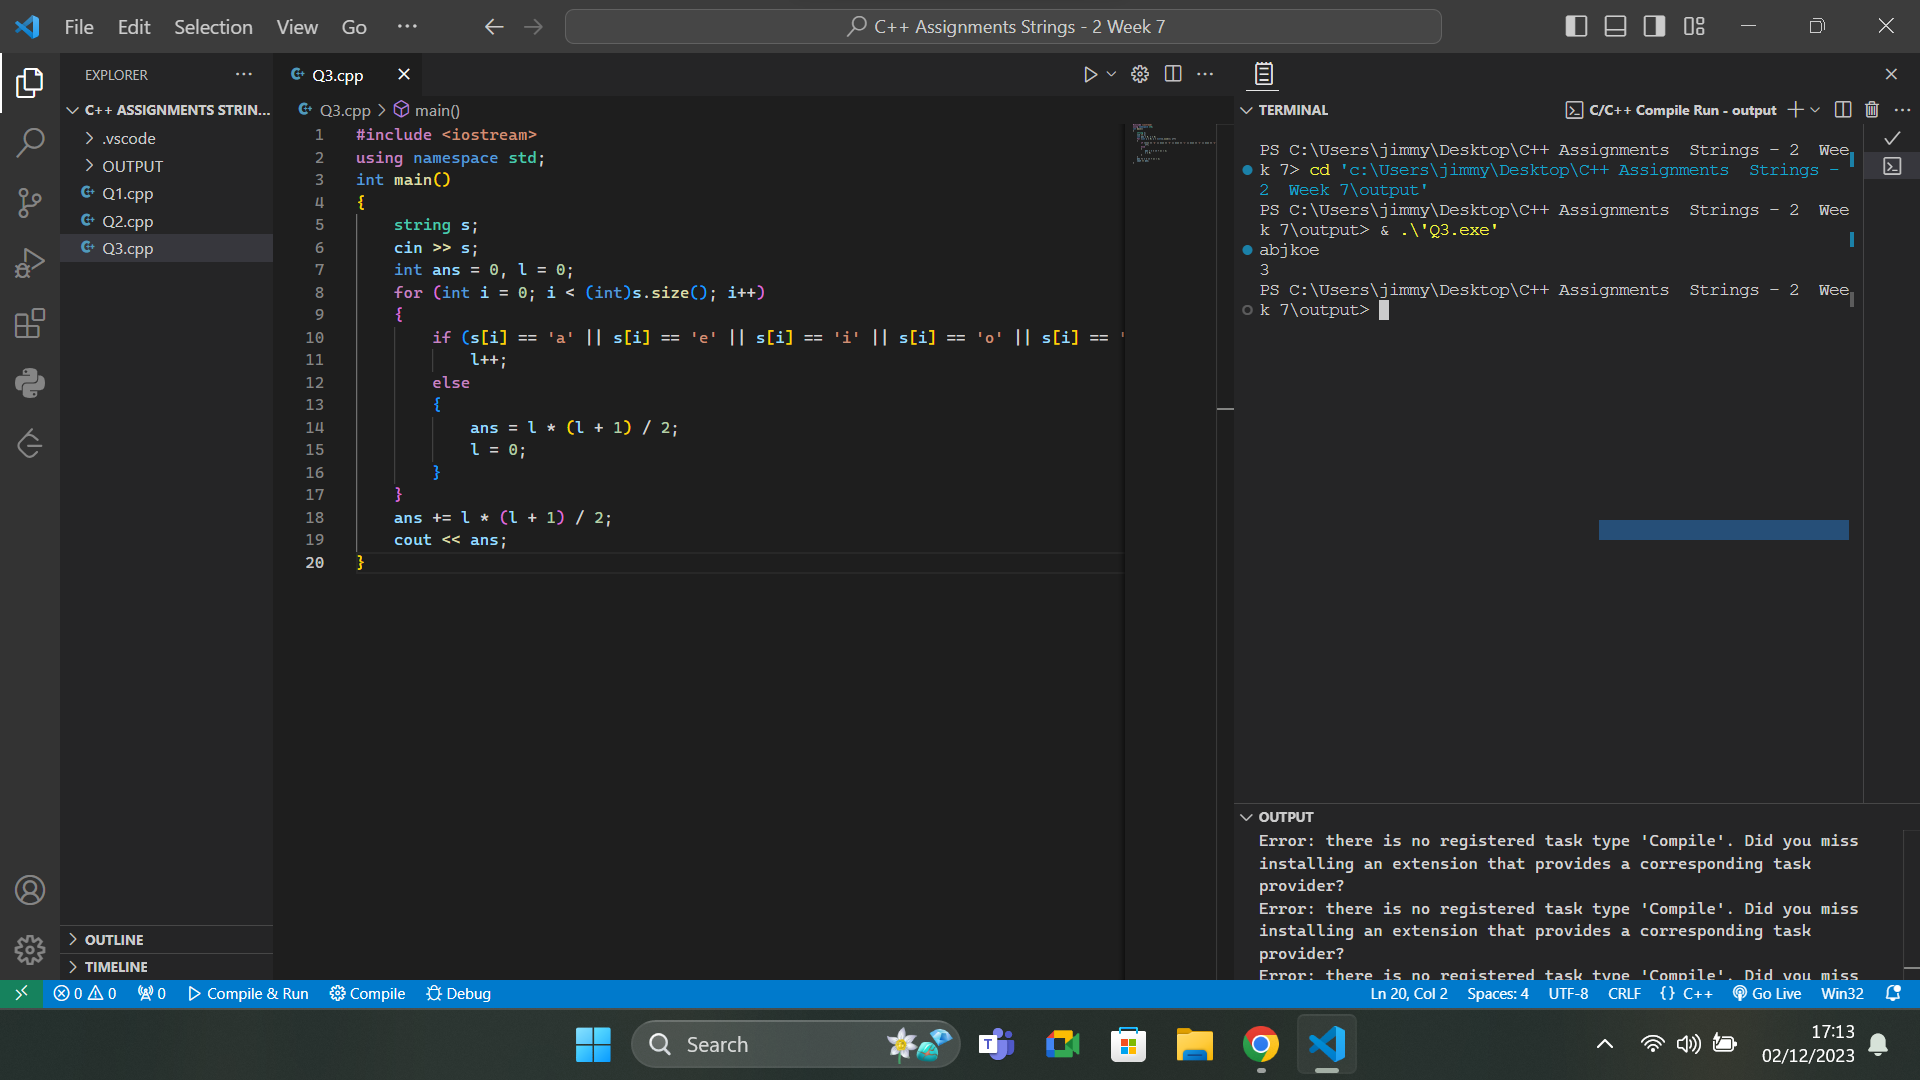 File Edit Selection View Go ···
C++ Assignments Strings - 2 Week 7
EXPLORER
C++ ASSIGNMENTS STRIN...
.vscode
OUTPUT
Q1.cpp
Q2.cpp
Q3.cpp
OUTLINE
TIMELINE
Q3.cpp
Q3.cpp > main()
1 #include <iostream>
2 using namespace std;
3 int main()
4 {
5 string s;
6 cin >> s;
7 int ans = 0, l = 0;
8 for (int i = 0; i < (int)s.size(); i++)
9 {
10 if (s[i] == 'a' || s[i] == 'e' || s[i] == 'i' || s[i] == 'o' || s[i] == '
11 l++;
12 else
13 {
14 ans = l * (l + 1) / 2;
15 l = 0;
16 }
17 }
18 ans += l * (l + 1) / 2;
19 cout << ans;
20 }
TERMINAL
C/C++ Compile Run - output
PS C:\Users\jimmy\Desktop\C++ Assignments  Strings - 2  Wee
k 7> cd 'c:\Users\jimmy\Desktop\C++ Assignments  Strings -
2  Week 7\output'
PS C:\Users\jimmy\Desktop\C++ Assignments  Strings - 2  Wee
k 7\output> & .\'Q3.exe'
abjkoe
3
PS C:\Users\jimmy\Desktop\C++ Assignments  Strings - 2  Wee
k 7\output>
OUTPUT
Error: there is no registered task type 'Compile'. Did you miss
installing an extension that provides a corresponding task
provider?
Error: there is no registered task type 'Compile'. Did you miss
installing an extension that provides a corresponding task
provider?
Error: there is no registered task type 'Compile'. Did you miss
0 0 0 Compile & Run Compile Debug
Ln 20, Col 2 Spaces: 4 UTF-8 CRLF {} C++ Go Live Win32
Search
17:13
02/12/2023